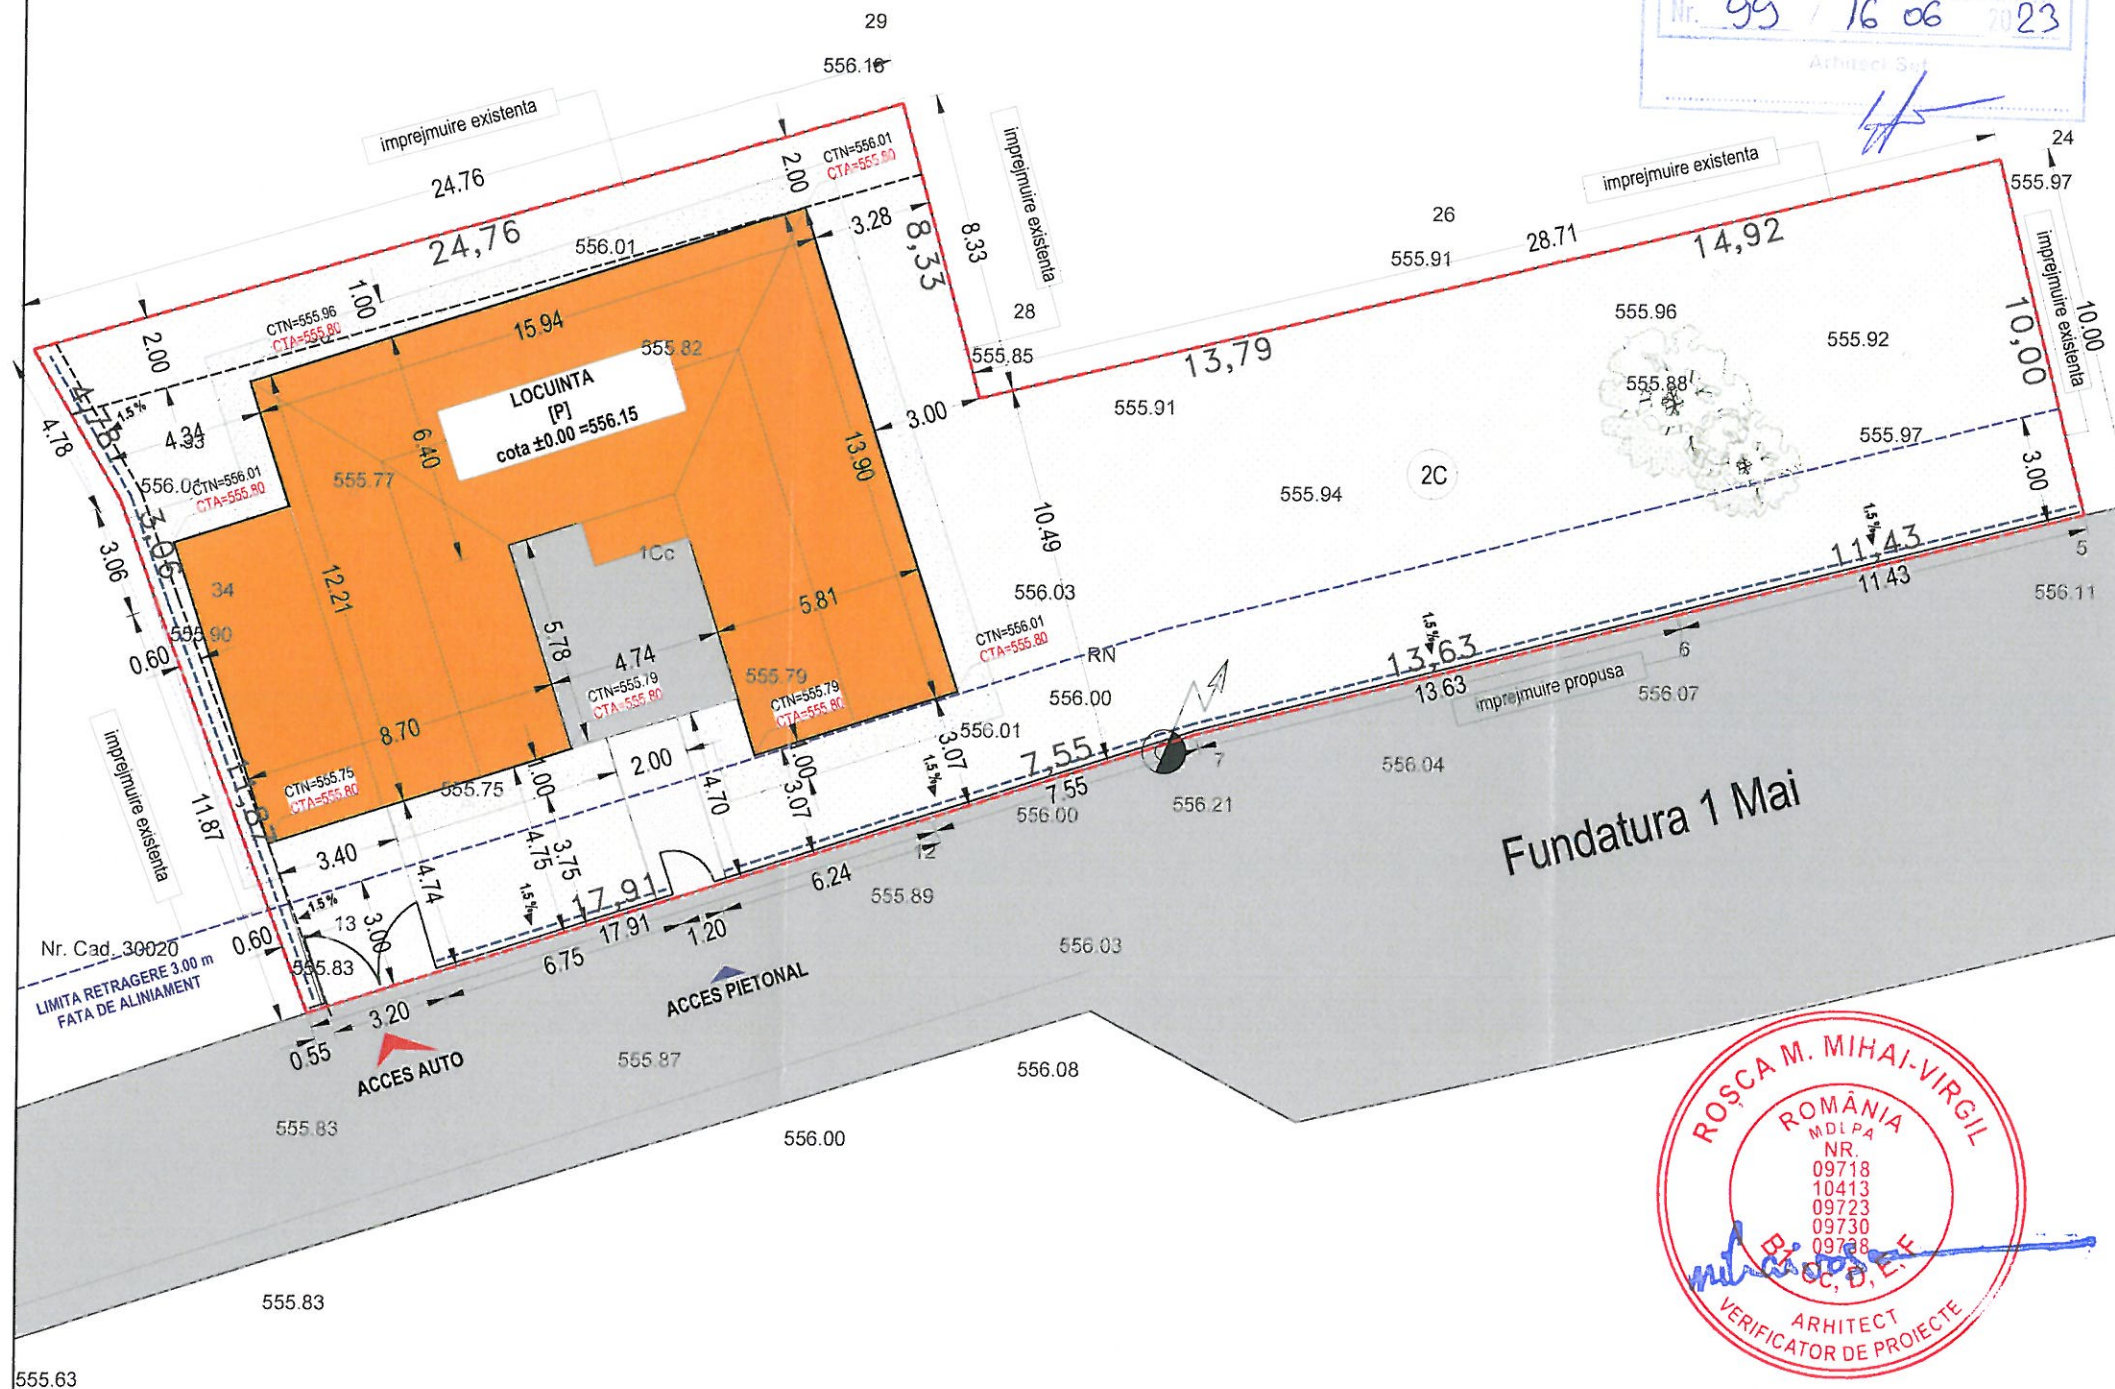 29
Nr. 99 / 16 06 2023
Arhitect Sef
556.16
imprejmuire existenta
24.76
24,76
2.00
CTN=556.01
CTA=555.80
3.28
8,33
8.33
imprejmuire existenta
28
555.85
imprejmuire existenta
24
555.97
26
555.91
28.71
14,92
13,79
imprejmuire existenta
10.00
10,00
556.01
1.00
2.00
CTN=555.96
CTA=555.80
15.94
555.82
LOCUINTA
[P]
cota ±0.00 =556.15
555.96
555.92
555.88
555.91
555.97
3.00
3.00
4,78
4.78
1.5%
4.34
6.40
13.90
555.77
CTN=556.01
CTA=555.80
3,06
3.06
34
555.90
0.60
12.21
1Cc
5.81
5.78
4.74
CTN=555.79
CTA=555.80
555.79
CTN=555.79
CTA=555.80
10.49
555.94
2C
556.03
CTN=556.01
CTA=555.80
RN
556.00
556.01
1.5%
1.5%
11,43
11.43
5
556.11
13,63
13.63
6
imprejmuire propusa
556.07
8.70
CTN=555.75
CTA=555.80
555.75
1.00
2.00
4.70
3.07
3.07
1.5%
7,55
7.55
7
556.04
556.21
556.00
Fundatura 1 Mai
imprejmuire existenta
11.87
3.40
4.74
4.75
3.75
1.5%
17,91
17.91
6.24
12
555.89
1.5%
13
3.00
Nr. Cad. 30020
0.60
555.83
LIMITA RETRAGERE 3.00 m
FATA DE ALINIAMENT
6.75
1.20
556.03
ACCES PIETONAL
3.20
0.55
ACCES AUTO
555.87
556.08
555.83
556.00
555.83
555.63
ROȘCA M. MIHAI-VIRGIL
ROMÂNIA
MDLPA
NR.
09718
10413
09723
09730
09738
ARHITECT
VERIFICATOR DE PROIECTE